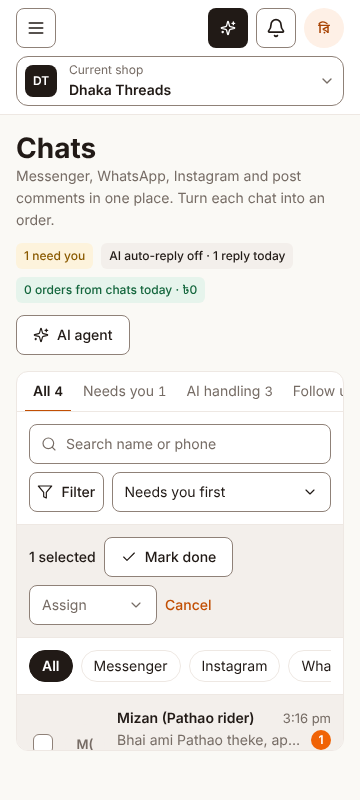 রি
DT
Current shop
Dhaka Threads
Chats
Messenger, WhatsApp, Instagram and post
comments in one place. Turn each chat into an
order.
1 need you
AI auto-reply off · 1 reply today
0 orders from chats today · ৳0
AI agent
All 4
Needs you 1
AI handling 3
Follow u
Search name or phone
Filter
Needs you first
1 selected
Mark done
Assign
Cancel
All
Messenger
Instagram
Wha
Mizan (Pathao rider)
3:16 pm
M(
Bhai ami Pathao theke, ap...
1